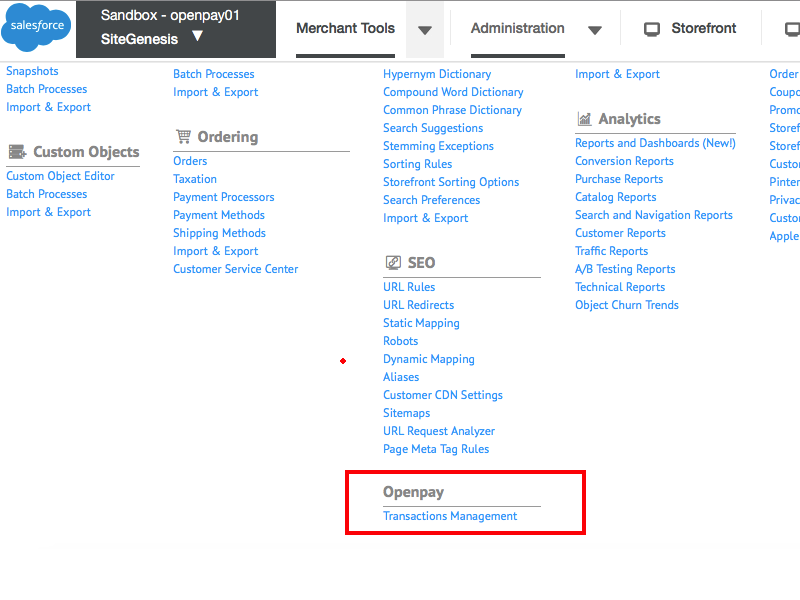 salesforce
Sandbox - openpay01
SiteGenesis
Merchant Tools
Administration
Storefront
Snapshots
Batch Processes
Import & Export
Custom Objects
Custom Object Editor
Batch Processes
Import & Export
Batch Processes
Import & Export
Ordering
Orders
Taxation
Payment Processors
Payment Methods
Shipping Methods
Import & Export
Customer Service Center
Hypernym Dictionary
Compound Word Dictionary
Common Phrase Dictionary
Search Suggestions
Stemming Exceptions
Sorting Rules
Storefront Sorting Options
Search Preferences
Import & Export
SEO
URL Rules
URL Redirects
Static Mapping
Robots
Dynamic Mapping
Aliases
Customer CDN Settings
Sitemaps
URL Request Analyzer
Page Meta Tag Rules
Openpay
Transactions Management
Import & Export
Analytics
Reports and Dashboards (New!)
Conversion Reports
Purchase Reports
Catalog Reports
Search and Navigation Reports
Customer Reports
Traffic Reports
A/B Testing Reports
Technical Reports
Object Churn Trends
Order
Coupo
Promo
Storef
Storef
Custo
Pinter
Privac
Custo
Apple